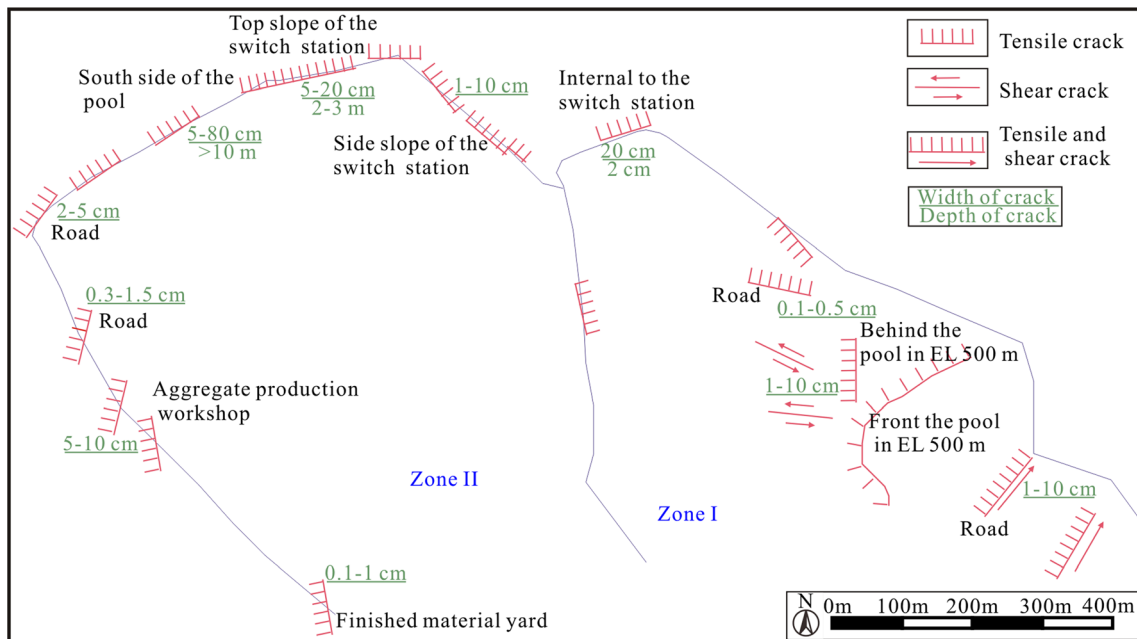 Top slope of the
switch station
South side of the
pool
5-20 cm
2-3 m
1-10 cm
Internal to the
switch station
Tensile crack
Shear crack
Tensile and
shear crack
Width of crack
Depth of crack
5-80 cm
>10 m
Side slope of the
switch station
20 cm
2 cm
2-5 cm
Road
0.3-1.5 cm
Road
Road
0.1-0.5 cm
Behind the
pool in EL 500 m
1-10 cm
Aggregate production
workshop
5-10 cm
Front the pool
in EL 500 m
Zone II
Zone I
1-10 cm
Road
0.1-1 cm
Finished material yard
N
0m 100m 200m 300m 400m